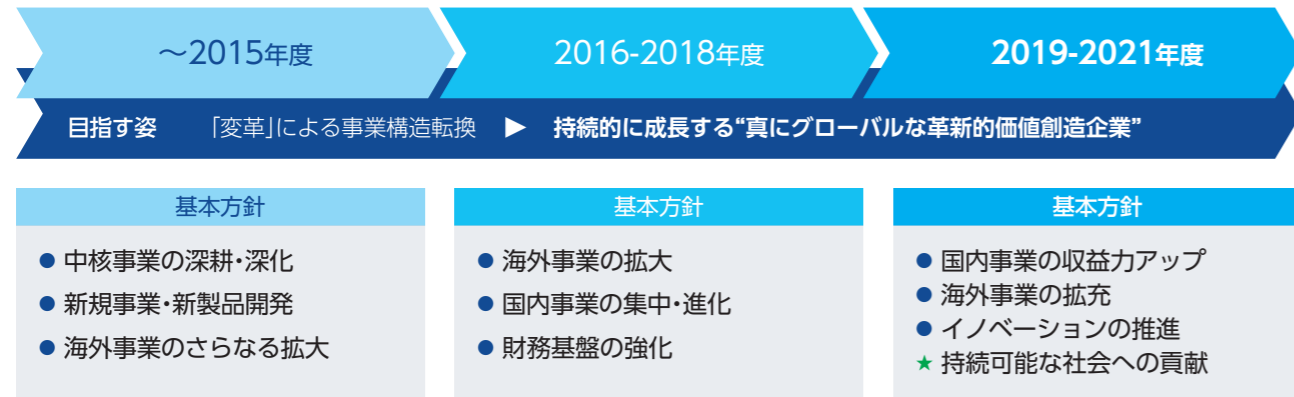 ～2015年度
2016-2018年度
2019-2021年度
目指す姿 「変革」による事業構造転換 ▶ 持続的に成長する“真にグローバルな革新的価値創造企業”
基本方針
● 中核事業の深耕・深化
● 新規事業・新製品開発
● 海外事業のさらなる拡大
基本方針
● 海外事業の拡大
● 国内事業の集中・進化
● 財務基盤の強化
基本方針
● 国内事業の収益力アップ
● 海外事業の拡充
● イノベーションの推進
★ 持続可能な社会への貢献